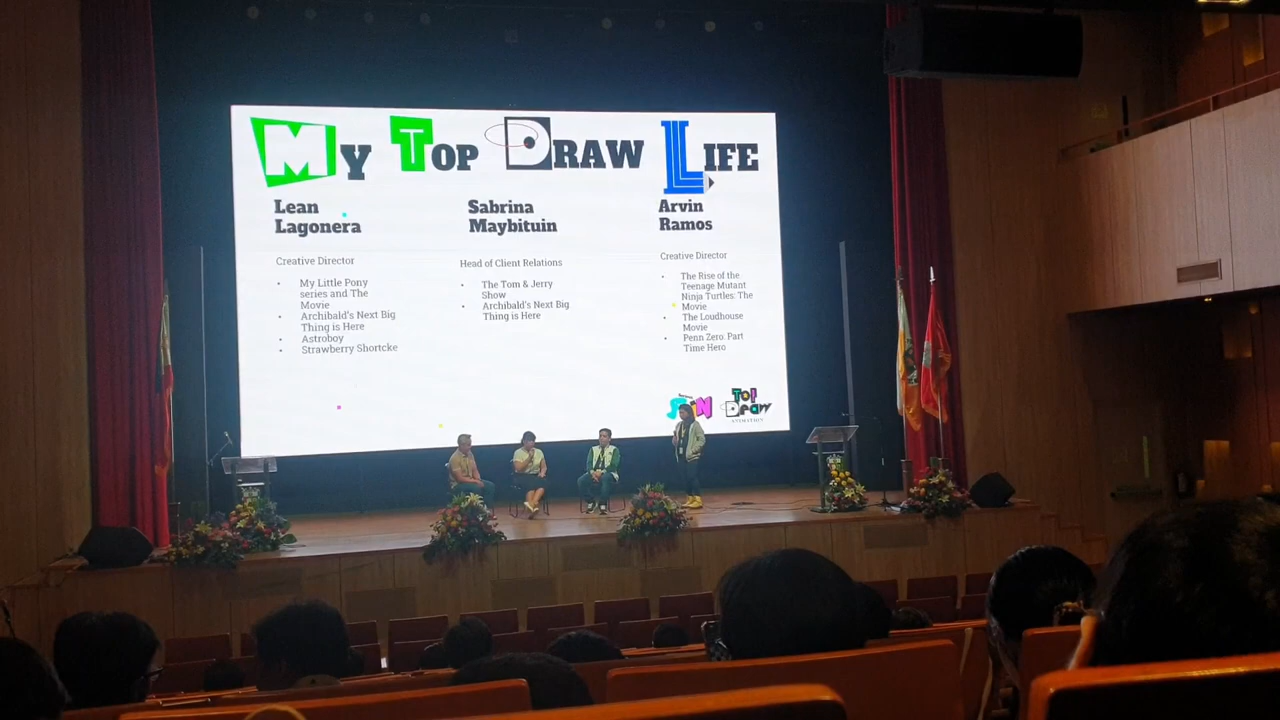 MY TOP DRAW LIFE
Lean
Lagonera
Creative Director
• My Little Pony
series and The
Movie
• Archibald's Next Big
Thing is Here
• Astroboy
• Strawberry Shortcke
Sabrina
Maybituin
Head of Client Relations
• The Tom & Jerry
Show
• Archibald's Next Big
Thing is Here
Arvin
Ramos
Creative Director
• The Rise of the
Teenage Mutant
Ninja Turtles: The
Movie
• The Loudhouse
Movie
• Penn Zero: Part
Time Hero
Top
Draw
ANIMATION